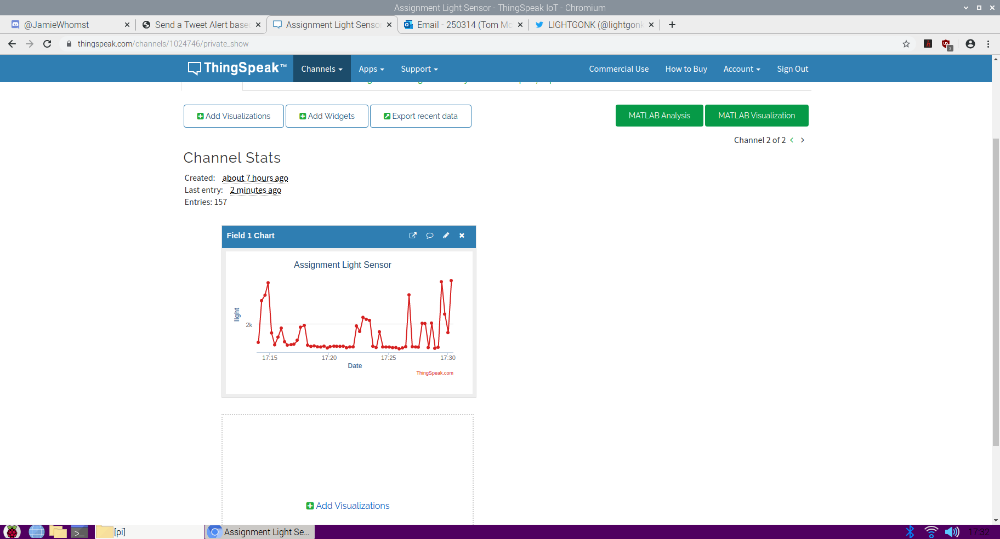 Assignment Light Sensor - ThingSpeak IoT - Chromium
@JamieWhomst
Send a Tweet Alert base
Assignment Light Senso
Email - 250314 (Tom Mc
LIGHTGONK (@lightgon
thingspeak.com/channels/1024746/private_show
3
ThingSpeak™
Channels
Apps
Support
Commercial Use
How to Buy
Account
Sign Out
Add Visualizations
Add Widgets
Export recent data
MATLAB Analysis
MATLAB Visualization
Channel 2 of 2
Channel Stats
Created: about 7 hours ago
Last entry: 2 minutes ago
Entries: 157
Field 1 Chart
Assignment Light Sensor
light
2k
17:15
17:20
17:25
17:30
Date
ThingSpeak.com
Add Visualizations
[pi]
Assignment Light Se...
17:32